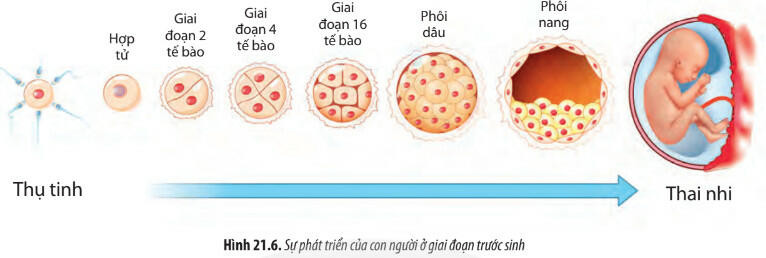 Thụ tinh
Hợp
tử
Giai
đoạn 2
tế bào
Giai
đoạn 4
tế bào
Giai
đoạn 16
tế bào
Phôi
dâu
Phôi
nang
Thai nhi
Hình 21.6. Sự phát triển của con người ở giai đoạn trước sinh